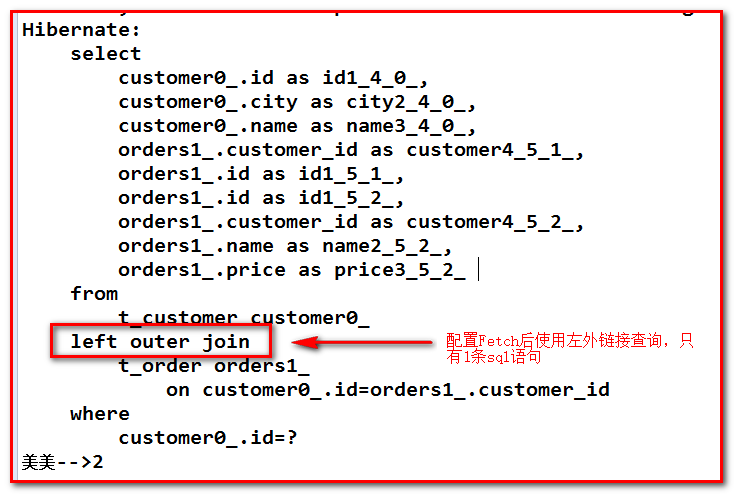 Hibernate:
select
customer0_.id as id1_4_0_,
customer0_.city as city2_4_0_,
customer0_.name as name3_4_0_,
orders1_.customer_id as customer4_5_1_,
orders1_.id as id1_5_1_,
orders1_.id as id1_5_2_,
orders1_.customer_id as customer4_5_2_,
orders1_.name as name2_5_2_,
orders1_.price as price3_5_2_
from
t_customer customer0_
left outer join
配置Fetch后使用左外链接查询，只
有1条sql语句
t_order orders1_
on customer0_.id=orders1_.customer_id
where
customer0_.id=?
美美-->2